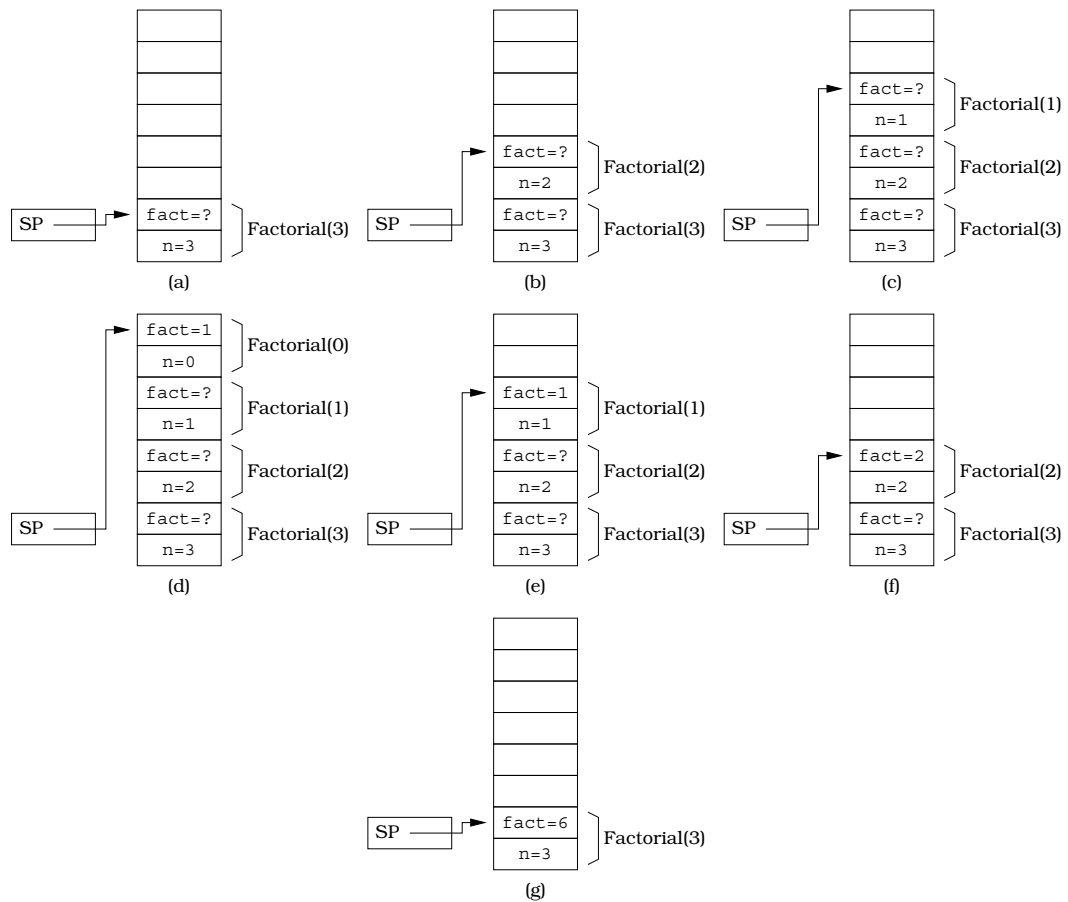 fact=?
SP
Factorial(3)
n=3
(a)
fact=?
Factorial(2)
n=2
fact=?
SP
Factorial(3)
n=3
(b)
fact=?
Factorial(1)
n=1
fact=?
Factorial(2)
n=2
fact=?
SP
Factorial(3)
n=3
(c)
fact=1
Factorial(0)
n=0
fact=?
Factorial(1)
n=1
fact=?
Factorial(2)
n=2
fact=?
SP
Factorial(3)
n=3
(d)
fact=1
Factorial(1)
n=1
fact=?
Factorial(2)
n=2
fact=?
SP
Factorial(3)
n=3
(e)
fact=2
Factorial(2)
n=2
fact=?
SP
Factorial(3)
n=3
(f)
fact=6
SP
Factorial(3)
n=3
(g)